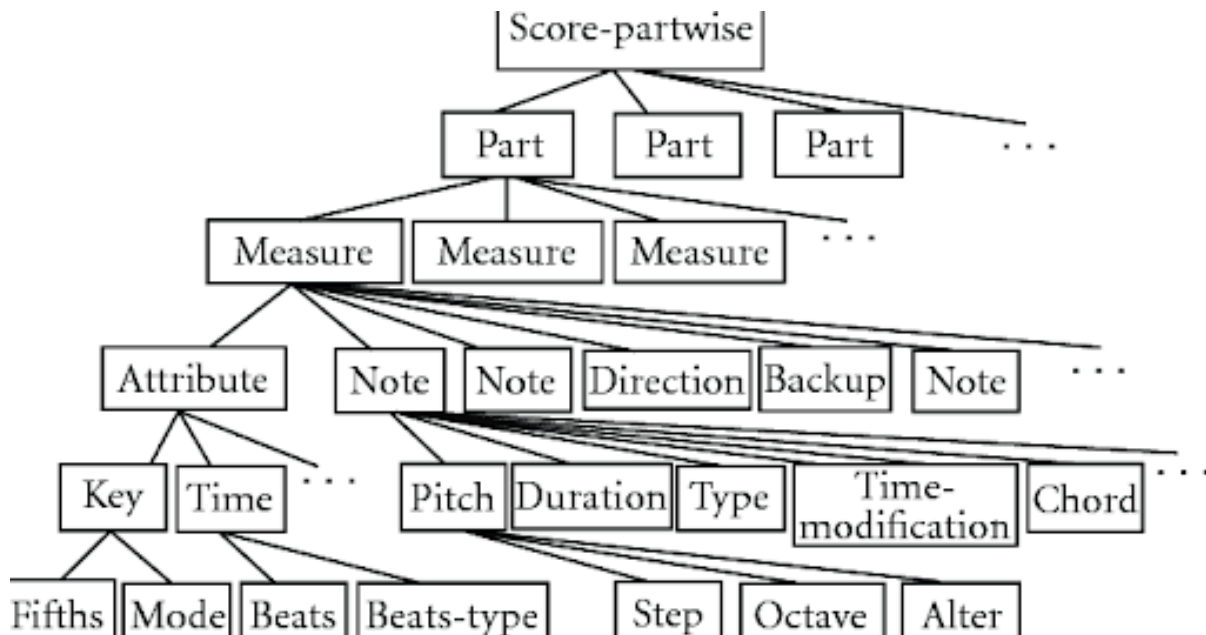 Score-partwise
Part Part Part ...
Measure Measure Measure ...
Attribute Note Note Direction Backup Note ...
Key Time ... Pitch Duration Type Time-modification Chord ...
Fifths Mode Beats Beats-type Step Octave Alter